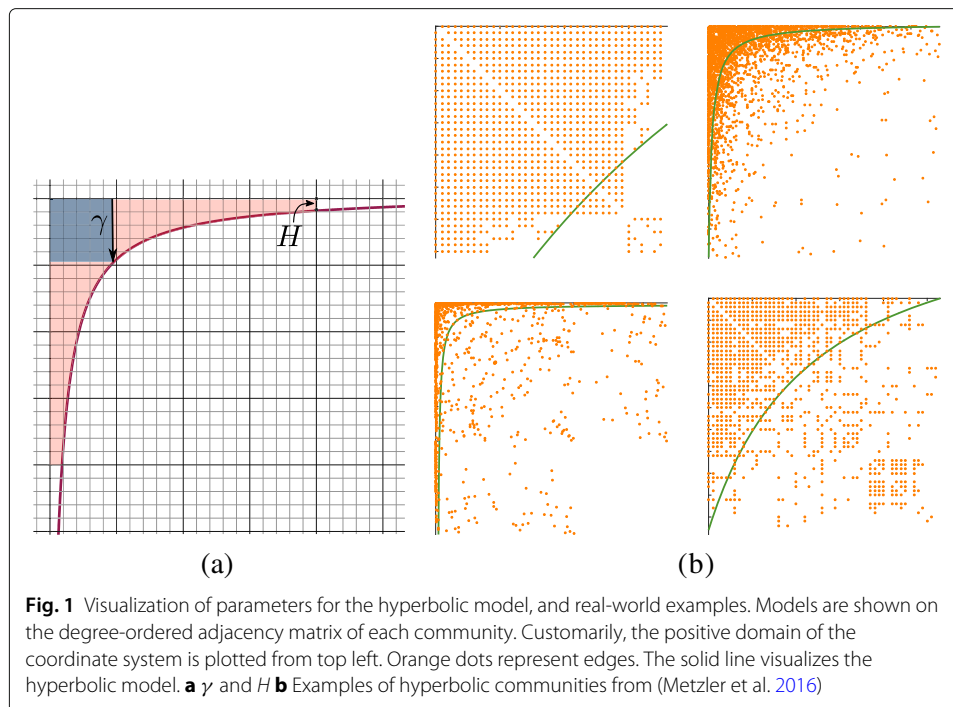 γ
H
(a)
(b)
Fig. 1 Visualization of parameters for the hyperbolic model, and real-world examples. Models are shown on
the degree-ordered adjacency matrix of each community. Customarily, the positive domain of the
coordinate system is plotted from top left. Orange dots represent edges. The solid line visualizes the
hyperbolic model. a γ and H b Examples of hyperbolic communities from (Metzler et al. 2016)